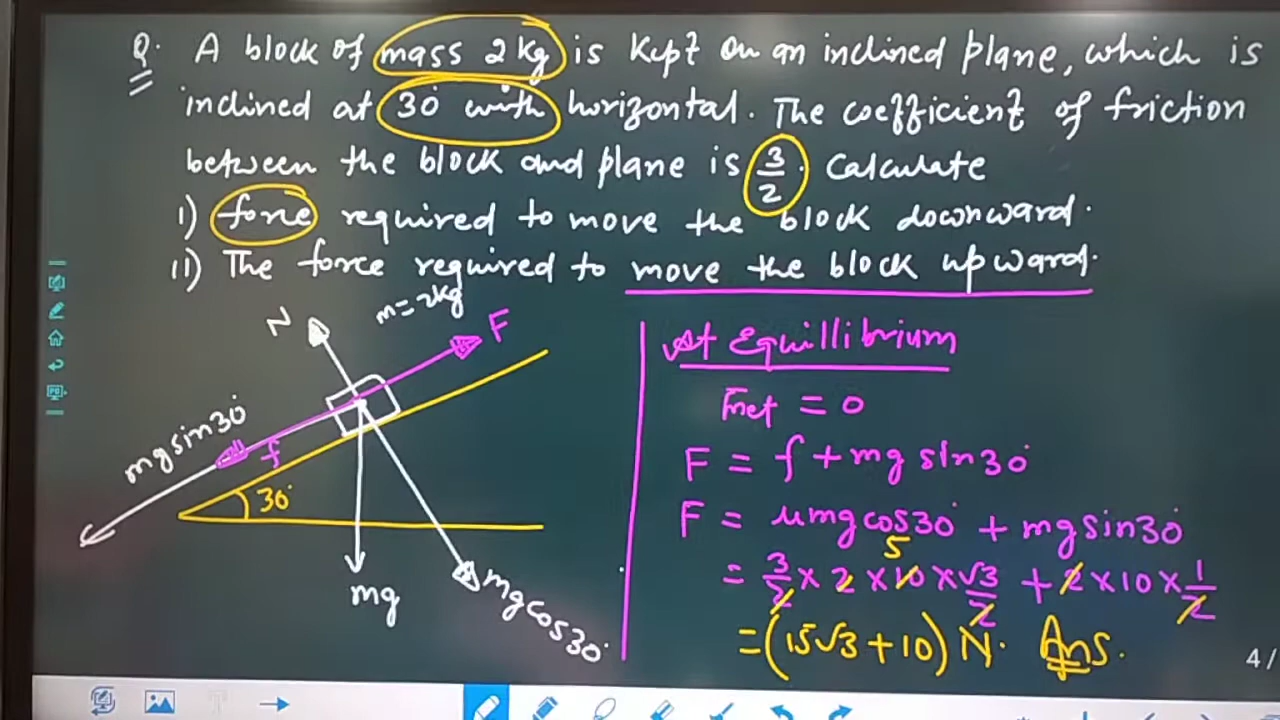 Q. A block of mass 2kg is kept on an inclined plane, which is
inclined at 30° with horizontal. The coefficient of friction
between the block and plane is 3/2. Calculate
i) force required to move the block downward.
ii) The force required to move the block upward.
N
m=2kg
F
mgsin30°
f
30°
mg
mgcos30°
At Equillibrium
Fnet = 0
F = f + mg sin30°
F = μmgcos30° + mgsin30°
5
= 3/2 × 2 × 10 × √3/2 + 2 × 10 × 1/2
= (15√3 + 10) N. Ans.
4/